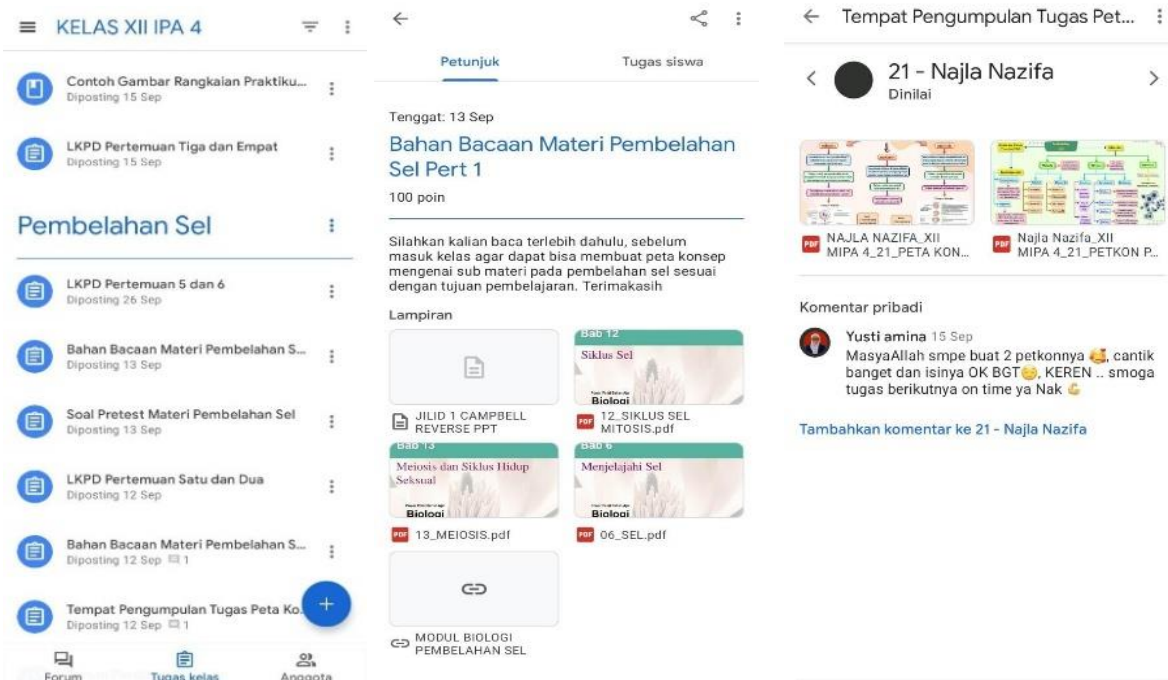 KELAS XII IPA 4
Contoh Gambar Rangkaian Praktiku...
Diposting 15 Sep
LKPD Pertemuan Tiga dan Empat
Diposting 15 Sep
Pembelahan Sel
LKPD Pertemuan 5 dan 6
Diposting 26 Sep
Bahan Bacaan Materi Pembelahan S...
Diposting 13 Sep
Soal Pretest Materi Pembelahan Sel
Diposting 13 Sep
LKPD Pertemuan Satu dan Dua
Diposting 12 Sep
Bahan Bacaan Materi Pembelahan S...
Diposting 12 Sep 1
Tempat Pengumpulan Tugas Peta Ko...
Diposting 12 Sep 1
Forum
Tugas kelas
Anggota
Petunjuk
Tugas siswa
Tenggat: 13 Sep
Bahan Bacaan Materi Pembelahan
Sel Pert 1
100 poin
Silahkan kalian baca terlebih dahulu, sebelum
masuk kelas agar dapat bisa membuat peta konsep
mengenai sub materi pada pembelahan sel sesuai
dengan tujuan pembelajaran. Terimakasih
Lampiran
JILID 1 CAMPBELL
REVERSE PPT
Bab 12
Siklus Sel
Biologi
PDF
12_SIKLUS SEL
MITOSIS.pdf
Bab 13
Meiosis dan Siklus Hidup
Seksual
Biologi
PDF
13_MEIOSIS.pdf
Bab 6
Menjelajahi Sel
Biologi
PDF
06_SEL.pdf
MODUL BIOLOGI
PEMBELAHAN SEL
Tempat Pengumpulan Tugas Pet...
21 - Najla Nazifa
Dinilai
PDF
NAJLA NAZIFA_XII
MIPA 4_21_PETA KON...
PDF
Najla Nazifa_XII
MIPA 4_21_PETKON P...
Komentar pribadi
Yusti amina 15 Sep
MasyaAllah smpe buat 2 petkonnya 🥰, cantik
banget dan isinya OK BGT😊, KEREN .. smoga
tugas berikutnya on time ya Nak 💪
Tambahkan komentar ke 21 - Najla Nazifa